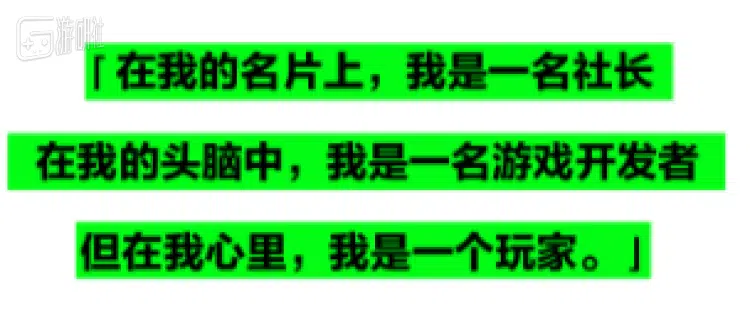 游研社
「在我的名片上，我是一名社长
在我的头脑中，我是一名游戏开发者
但在我心里，我是一个玩家。」